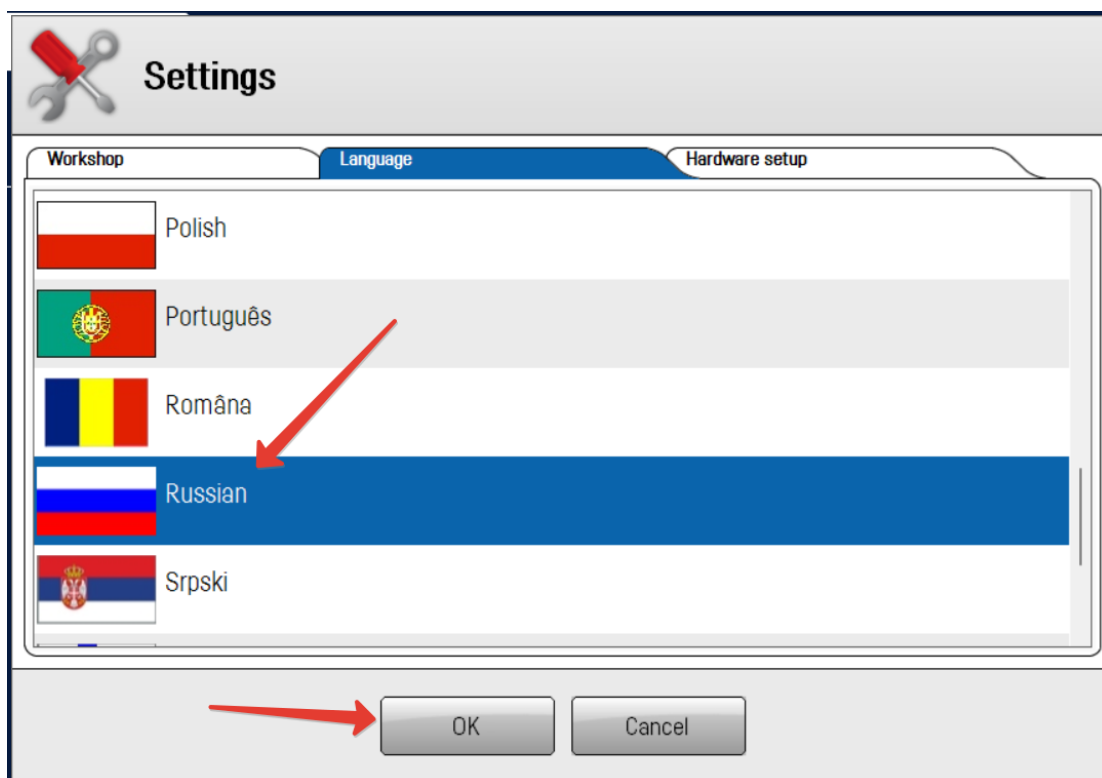 Settings
Workshop Language Hardware setup
Polish
Português
Româna
Russian
Srpski
OK Cancel